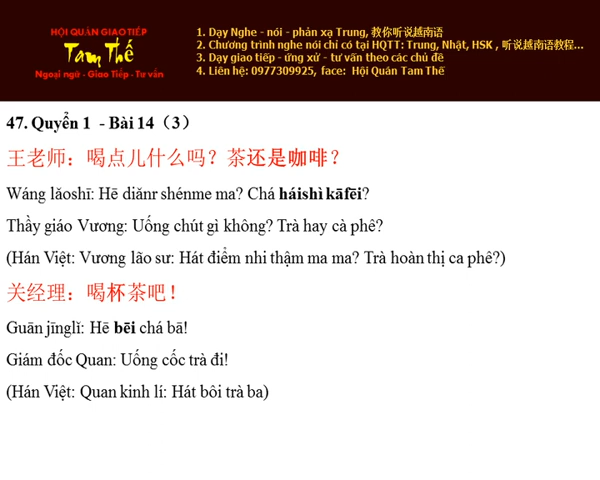 HỘI QUÁN GIAO TIẾP
Tam Thế
Ngoại ngữ - Giao Tiếp - Tư vấn
1. Dạy Nghe - nói - phản xạ Trung, 教你听说越南语
2. Chương trình nghe nói chỉ có tại HQTT: Trung, Nhật, HSK , 听说越南语教程...
3. Dạy giao tiếp - ứng xử - tư vấn theo các chủ đề
4. Liên hệ: 0977309925, face: Hội Quán Tam Thế
47. Quyển 1 - Bài 14（3）
王老师：喝点儿什么吗？茶还是咖啡？
Wáng lǎoshī: Hē diǎnr shénme ma? Chá háishì kāfēi?
Thầy giáo Vương: Uống chút gì không? Trà hay cà phê?
(Hán Việt: Vương lão sư: Hát điểm nhi thậm ma ma? Trà hoàn thị ca phê?)
关经理：喝杯茶吧！
Guān jīnglǐ: Hē bēi chá bā!
Giám đốc Quan: Uống cốc trà đi!
(Hán Việt: Quan kinh lí: Hát bôi trà ba)